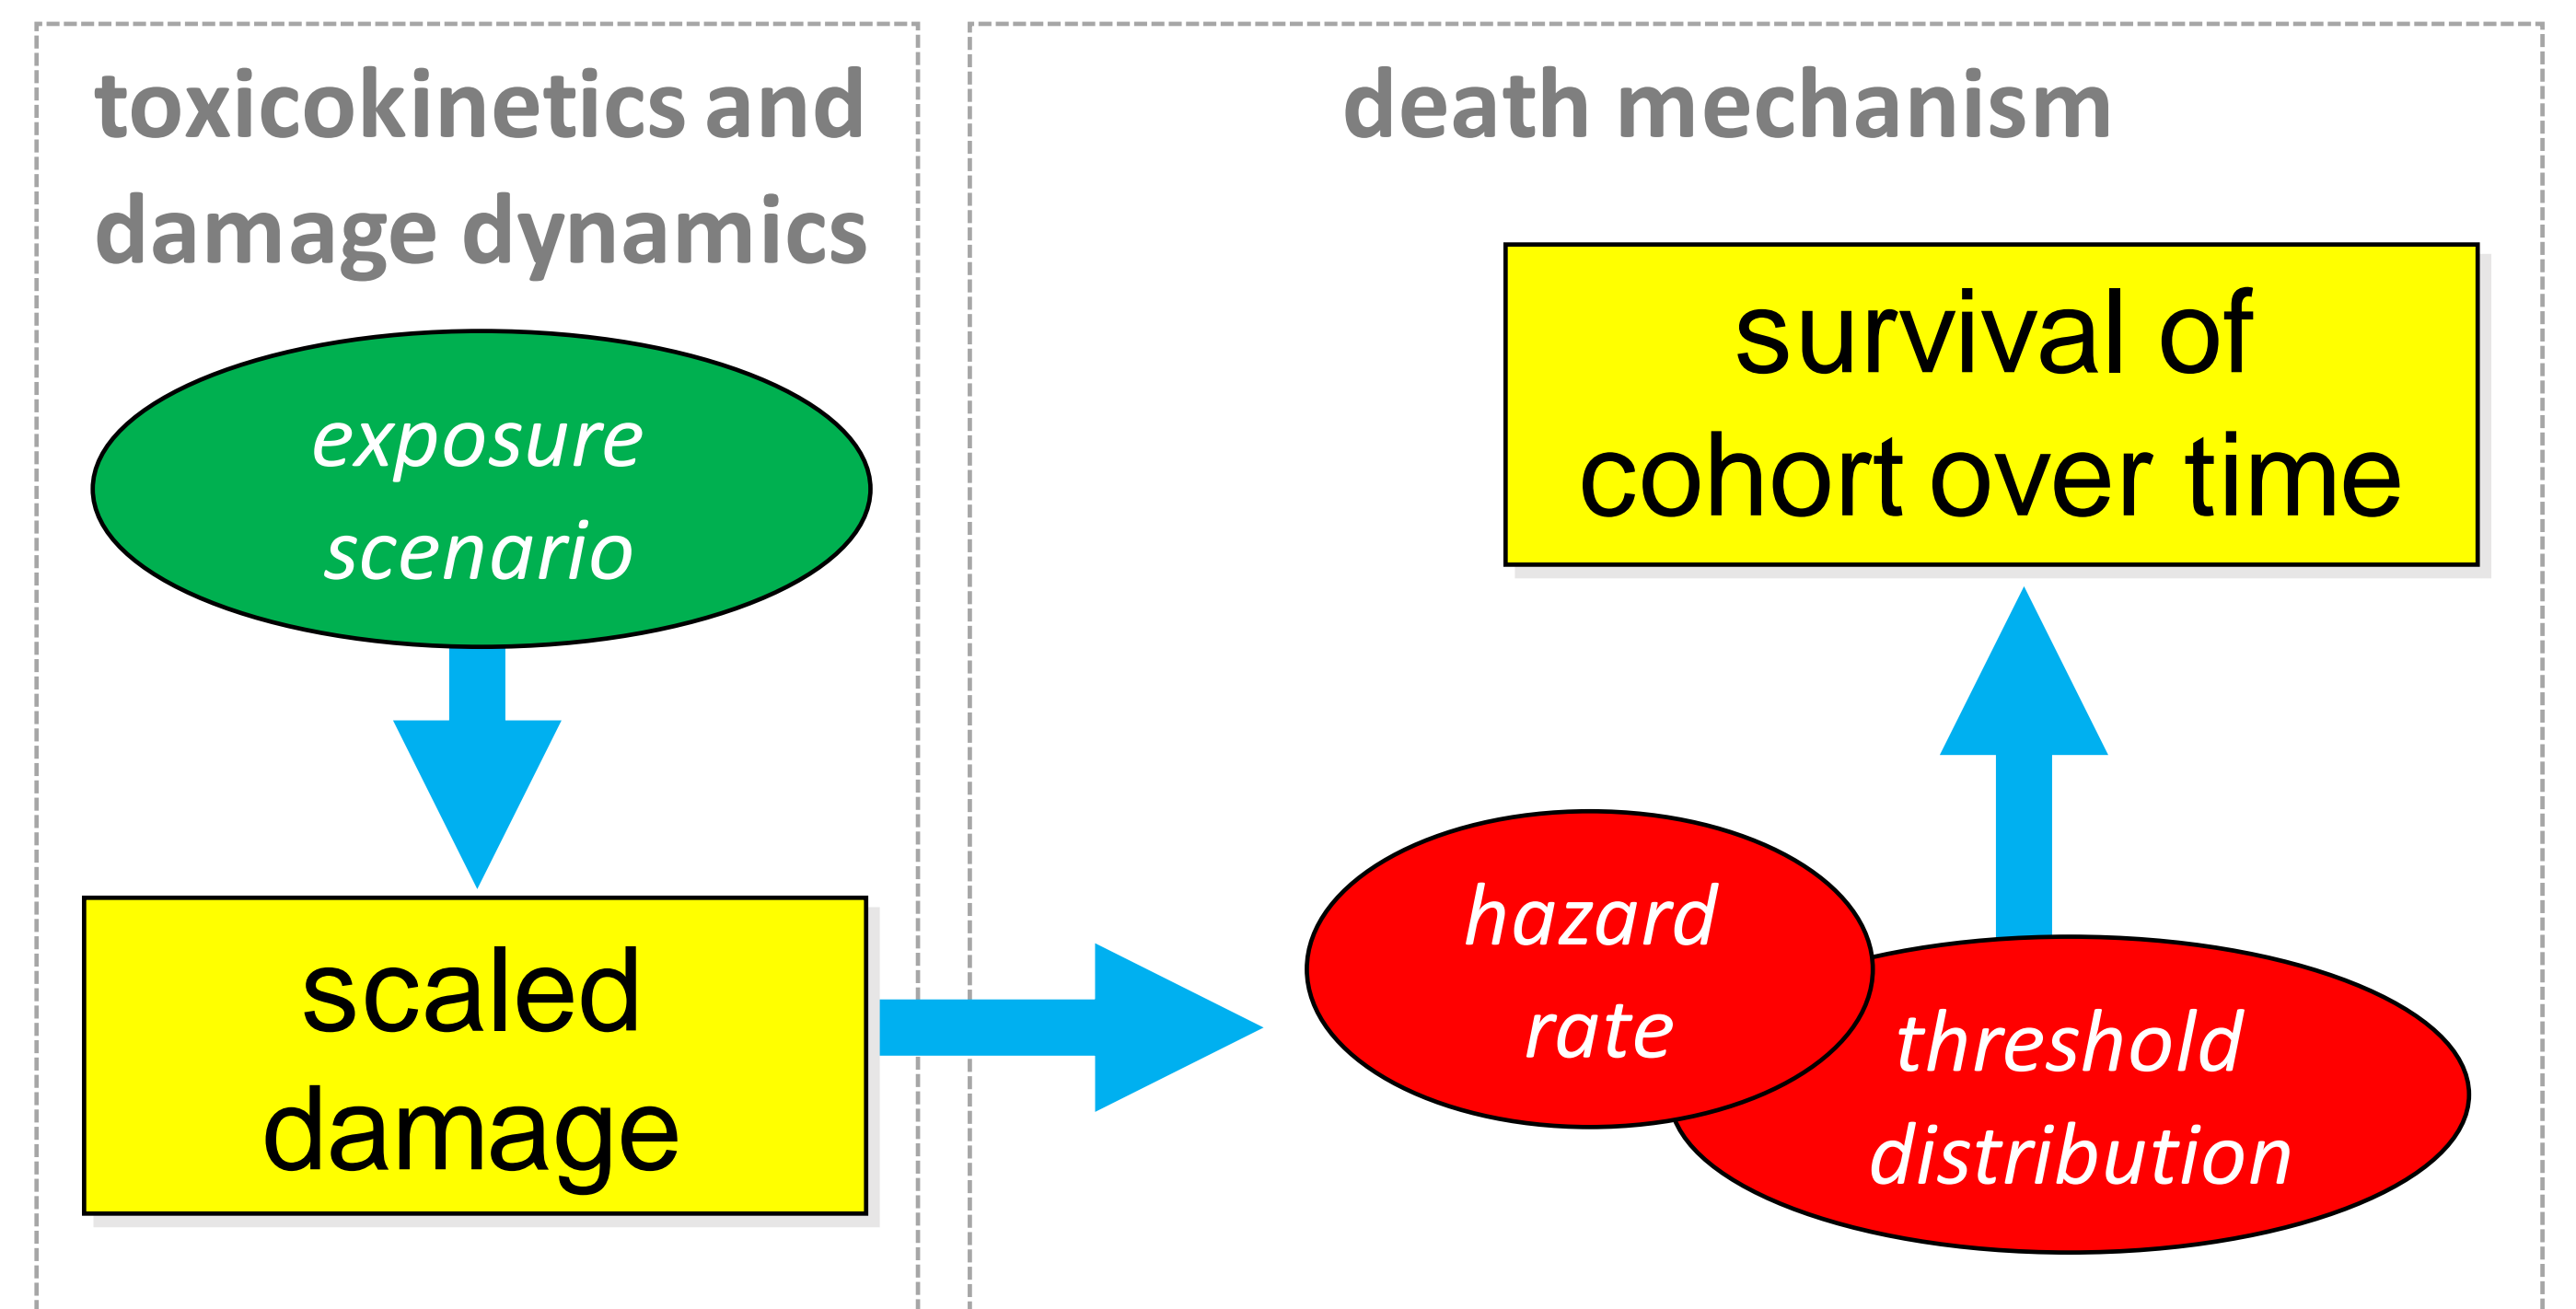 toxicokinetics and
damage dynamics
exposure
scenario
scaled
damage
death mechanism
survival of
cohort over time
hazard
rate
threshold
distribution